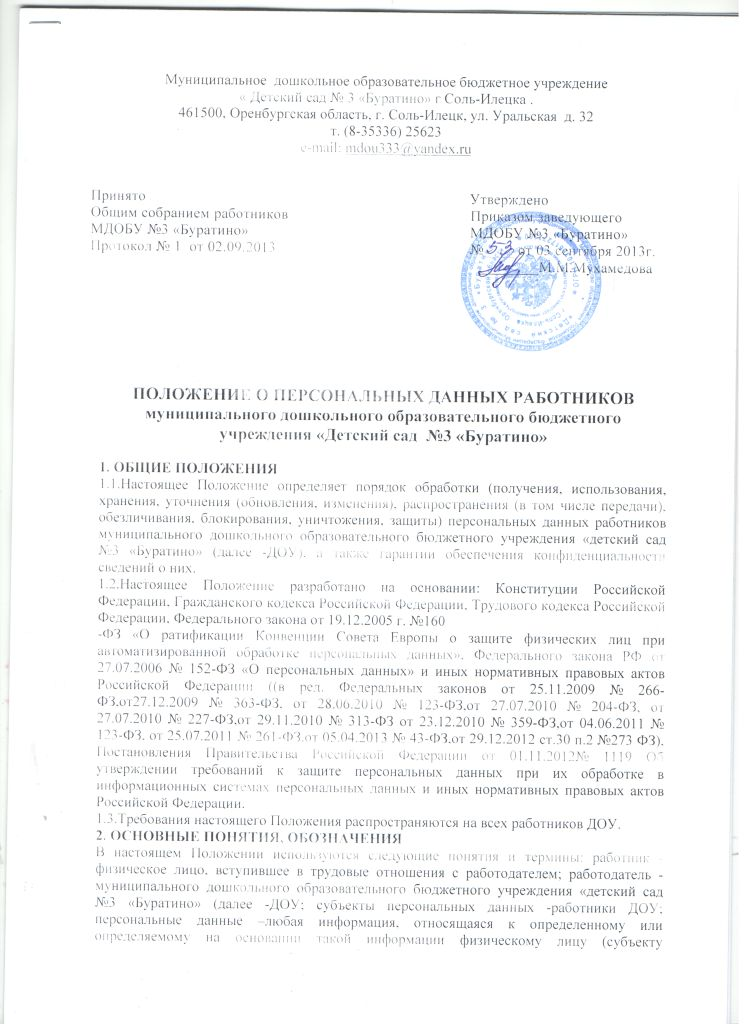 Муниципальное дошкольное образовательное бюджетное учреждение
« Детский сад № 3 «Буратино» г Соль-Илецка .
461500, Оренбургская область, г. Соль-Илецк, ул. Уральская д. 32
т. (8-35336) 25623
e-mail: mdou333@yandex.ru
Принято
Общим собранием работников
МДОБУ №3 «Буратино»
Протокол № 1 от 02.09.2013
Утверждено
Приказом заведующего
МДОБУ №3 «Буратино»
№ 53 от 03 сентября 2013г.
М.М.Мухамедова
ПОЛОЖЕНИЕ О ПЕРСОНАЛЬНЫХ ДАННЫХ РАБОТНИКОВ
муниципального дошкольного образовательного бюджетного
учреждения «Детский сад №3 «Буратино»
1. ОБЩИЕ ПОЛОЖЕНИЯ
1.1.Настоящее Положение определяет порядок обработки (получения, использования,
хранения, уточнения (обновления, изменения), распространения (в том числе передачи),
обезличивания, блокирования, уничтожения, защиты) персональных данных работников
муниципального дошкольного образовательного бюджетного учреждения «детский сад
№3 «Буратино» (далее -ДОУ), а также гарантии обеспечения конфиденциальности
сведений о них.
1.2.Настоящее Положение разработано на основании: Конституции Российской
Федерации, Гражданского кодекса Российской Федерации, Трудового кодекса Российской
Федерации, Федерального закона от 19.12.2005 г. №160
-ФЗ «О ратификации Конвенции Совета Европы о защите физических лиц при
автоматизированной обработке персональных данных», Федерального закона РФ от
27.07.2006 № 152-ФЗ «О персональных данных» и иных нормативных правовых актов
Российской Федерации ((в ред. Федеральных законов от 25.11.2009 № 266-
ФЗ,от27.12.2009 № 363-ФЗ, от 28.06.2010 № 123-ФЗ,от 27.07.2010 № 204-ФЗ, от
27.07.2010 № 227-ФЗ,от 29.11.2010 № 313-ФЗ от 23.12.2010 № 359-ФЗ,от 04.06.2011 №
123-ФЗ, от 25.07.2011 № 261-ФЗ,от 05.04.2013 № 43-ФЗ,от 29.12.2012 ст.30 п.2 №273 ФЗ).
Постановления Правительства Российской Федерации от 01.11.2012№ 1119 Об
утверждении требований к защите персональных данных при их обработке в
информационных системах персональных данных и иных нормативных правовых актов
Российской Федерации.
1.3.Требования настоящего Положения распространяются на всех работников ДОУ.
2. ОСНОВНЫЕ ПОНЯТИЯ, ОБОЗНАЧЕНИЯ
В настоящем Положении используются следующие понятия и термины: работник -
физическое лицо, вступившее в трудовые отношения с работодателем; работодатель -
муниципального дошкольного образовательного бюджетного учреждения «детский сад
№3 «Буратино» (далее -ДОУ; субъекты персональных данных -работники ДОУ;
персональные данные –любая информация, относящаяся к определенному или
определяемому на основании такой информации физическому лицу (субъекту